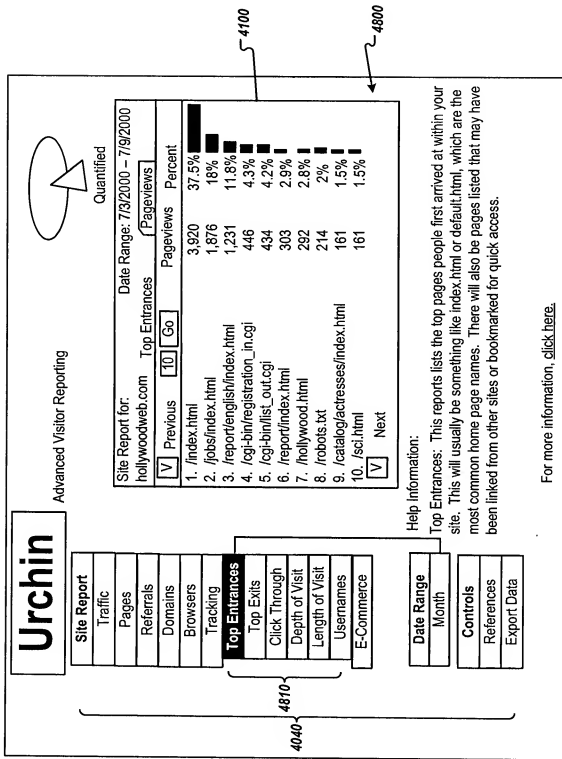 Urchin
Advanced Visitor Reporting
Quantified
Site Report
Traffic
Pages
Referrals
Domains
Browsers
Tracking
Top Entrances
Top Exits
Click Through
Depth of Visit
Length of Visit
Usernames
E-Commerce
Date Range
Month
Controls
References
Export Data
4040
4810
Site Report for: Date Range: 7/3/2000 – 7/9/2000
hollywoodweb.com Top Entrances Pageviews
V Previous 10 Go Pageviews Percent
1. /index.html 3,920 37.5%
2. /jobs/index.html 1,876 18%
3. /report/english/index.html 1,231 11.8%
4. /cgi-bin/registration_in.cgi 446 4.3%
5. /cgi-bin/list_out.cgi 434 4.2%
6. /report/index.html 303 2.9%
7. /hollywood.html 292 2.8%
8. /robots.txt 214 2%
9. /catalog/actresses/index.html 161 1.5%
10. /sci.html 161 1.5%
V Next
4100
4800
Help Information:
Top Entrances: This reports lists the top pages people first arrived at within your
site. This will usually be something like index.html or default.html, which are the
most common home page names. There will also be pages listed that may have
been linked from other sites or bookmarked for quick access.
For more information, click here.